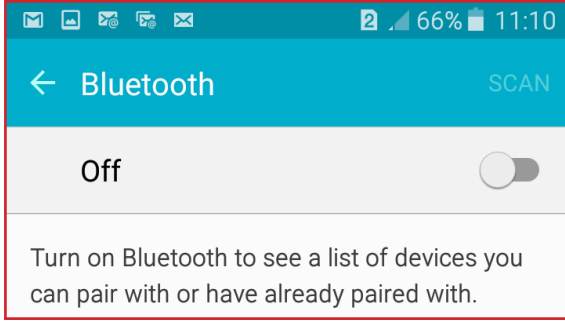 2 66% 11:10
Bluetooth SCAN
Off
Turn on Bluetooth to see a list of devices you
can pair with or have already paired with.